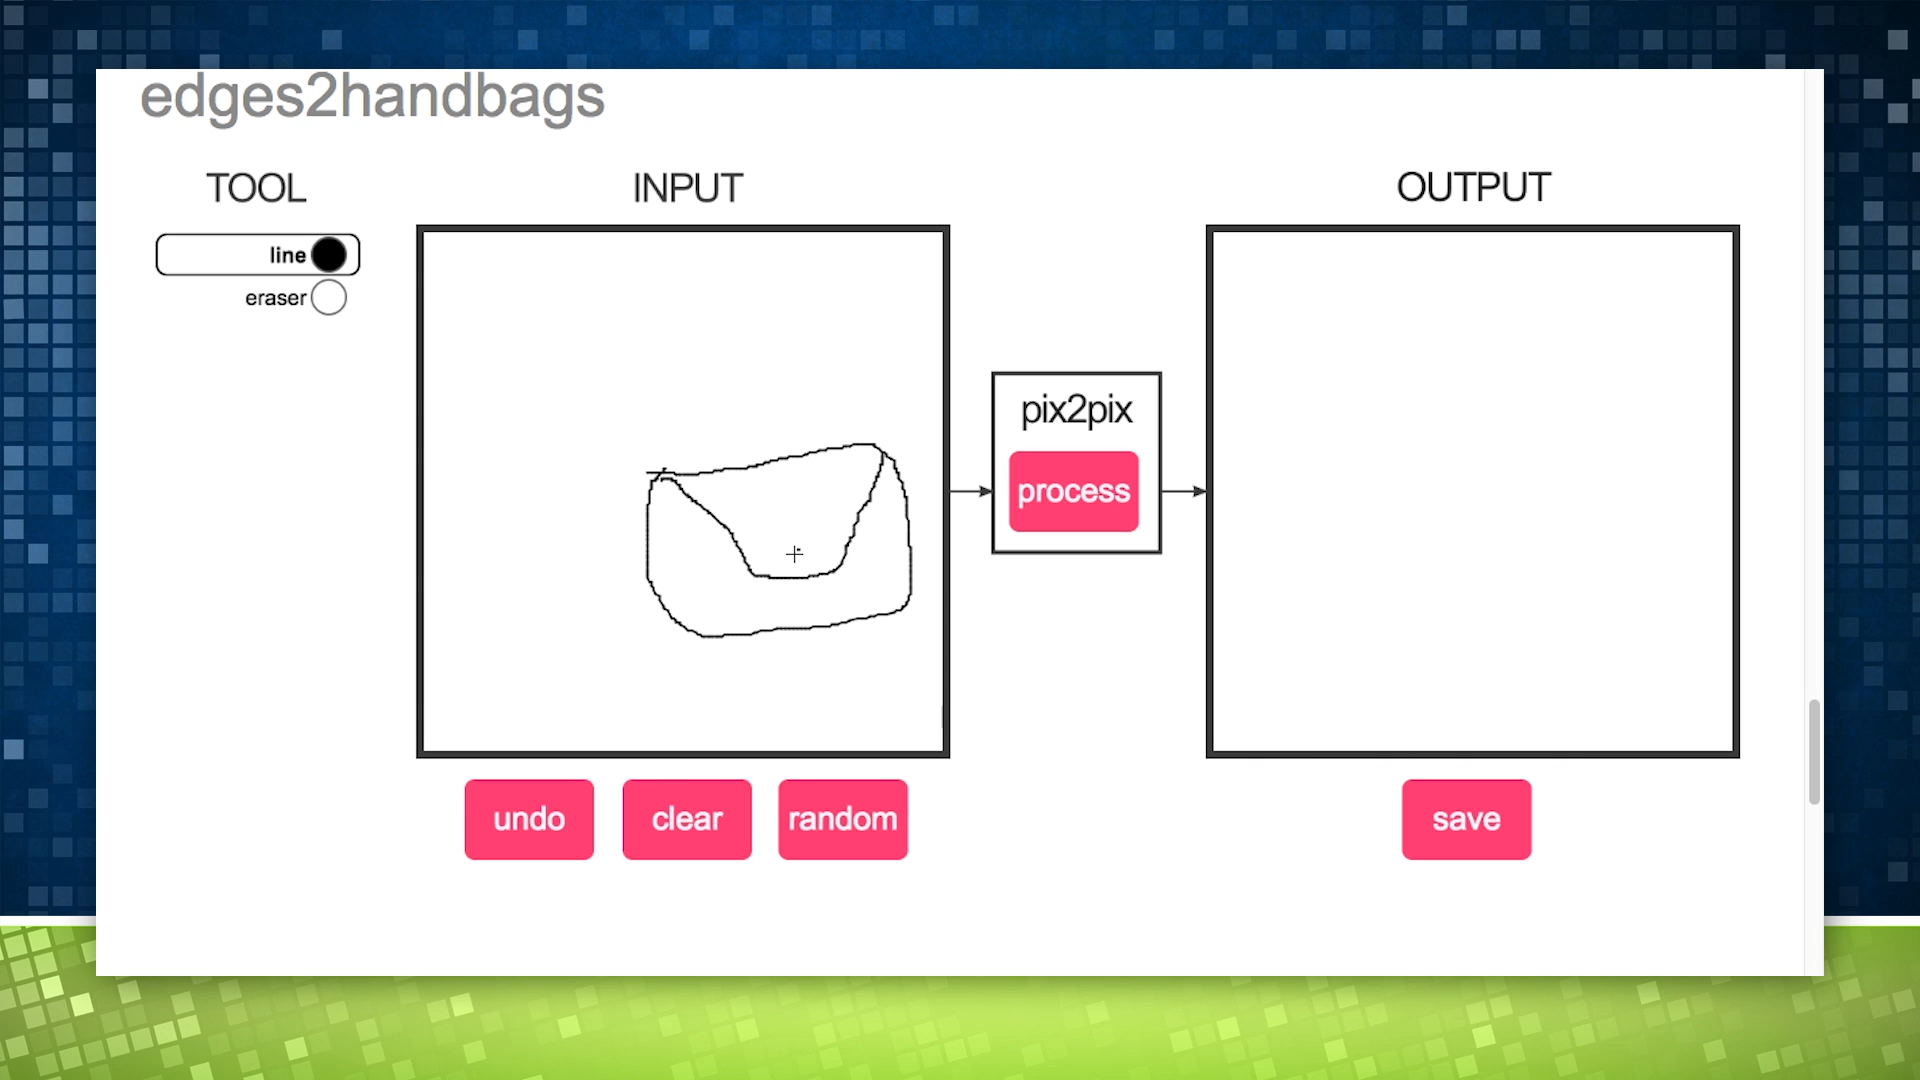 edges2handbags
TOOL
INPUT
OUTPUT
line
eraser
pix2pix
process
undo
clear
random
save